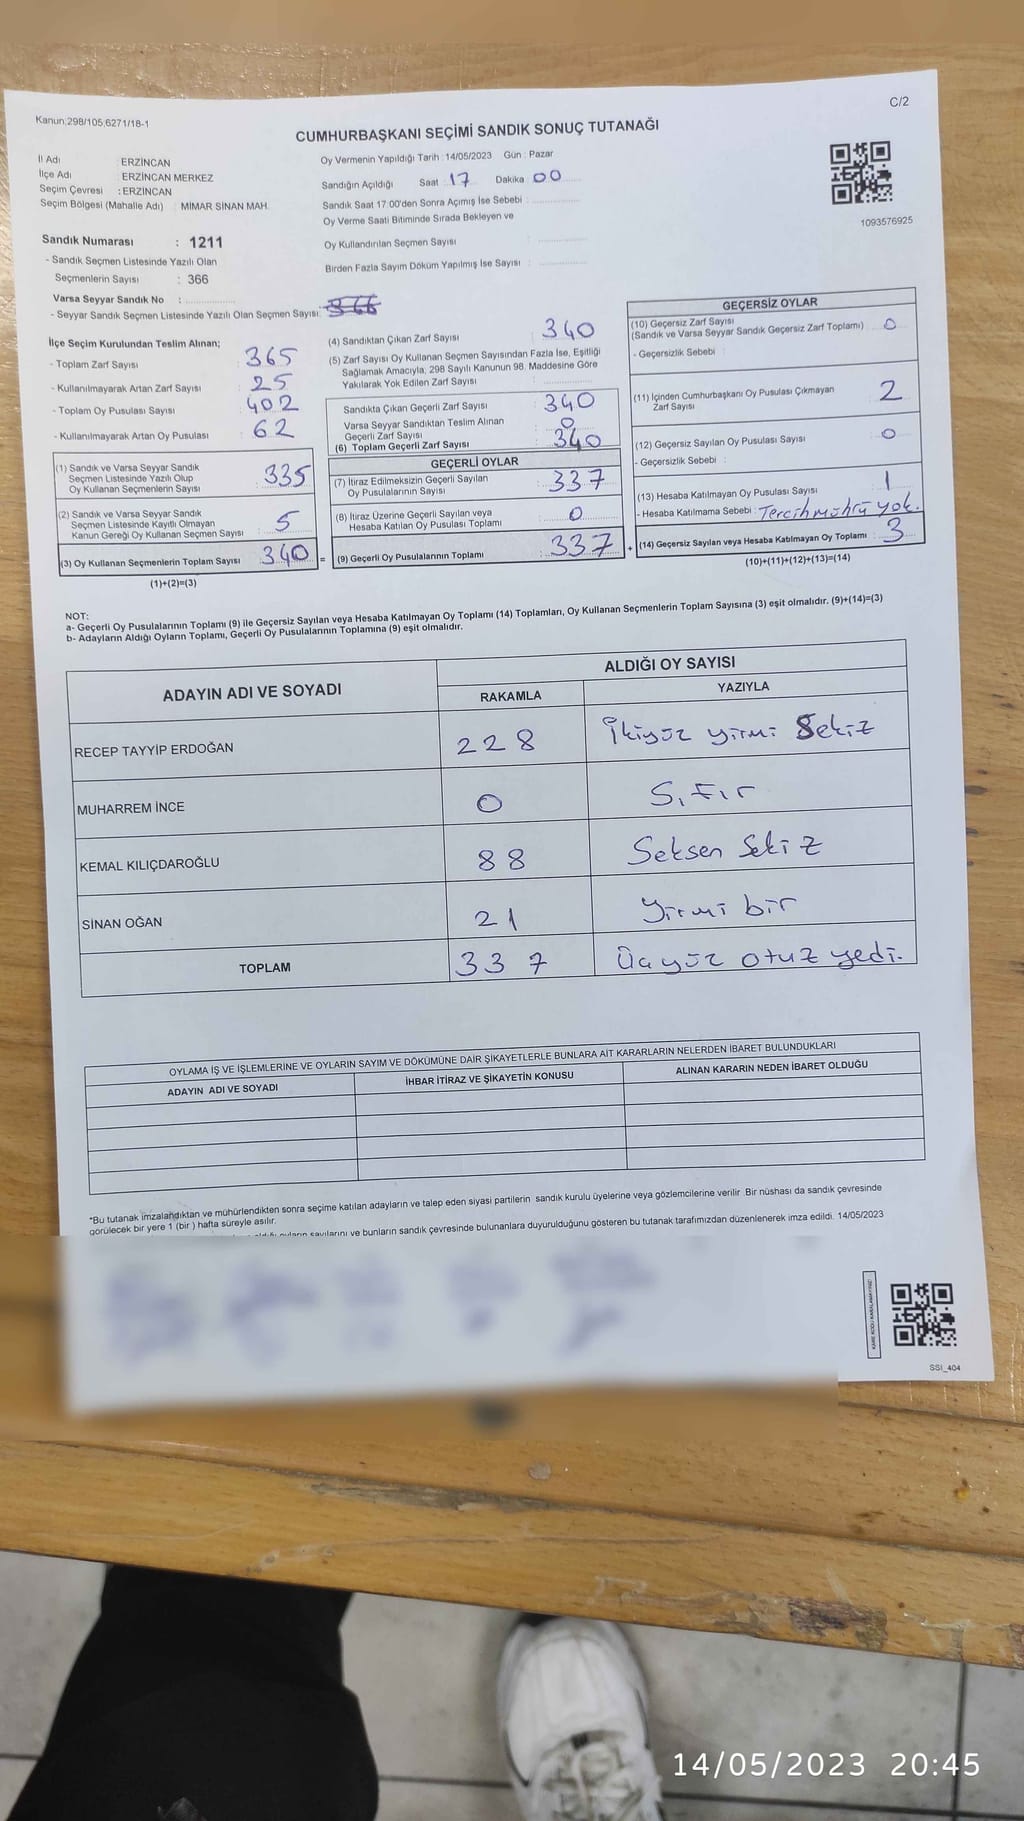 C/2
Kanun:298/105,6271/18-1
CUMHURBAŞKANI SEÇİMİ SANDIK SONUÇ TUTANAĞI
İl Adı : ERZİNCAN
İlçe Adı : ERZİNCAN MERKEZ
Seçim Çevresi : ERZİNCAN
Seçim Bölgesi (Mahalle Adı) : MİMAR SİNAN MAH.
Oy Vermenin Yapıldığı Tarih : 14/05/2023 Gün : Pazar
Sandığın Açıldığı Saat : 17 Dakika : 00
Sandık Saat 17:00'den Sonra Açımış İse Sebebi :
Oy Verme Saati Bitiminde Sırada Bekleyen ve
Oy Kullandırılan Seçmen Sayısı :
Birden Fazla Sayım Döküm Yapılmış İse Sayısı :
1093576925
Sandık Numarası : 1211
- Sandık Seçmen Listesinde Yazılı Olan
Seçmenlerin Sayısı : 366
Varsa Seyyar Sandık No :
- Seyyar Sandık Seçmen Listesinde Yazılı Olan Seçmen Sayısı: 366
İlçe Seçim Kurulundan Teslim Alınan;
- Toplam Zarf Sayısı : 365
- Kullanılmayarak Artan Zarf Sayısı : 25
- Toplam Oy Pusulası Sayısı : 402
- Kullanılmayarak Artan Oy Pusulası : 62
(1) Sandık ve Varsa Seyyar Sandık
Seçmen Listesinde Yazılı Olup
Oy Kullanan Seçmenlerin Sayısı : 335
(2) Sandık ve Varsa Seyyar Sandık
Seçmen Listesinde Kayıtlı Olmayan
Kanun Gereği Oy Kullanan Seçmen Sayısı : 5
(3) Oy Kullanan Seçmenlerin Toplam Sayısı : 340 =
(1)+(2)=(3)
(4) Sandıktan Çıkan Zarf Sayısı : 340
(5) Zarf Sayısı Oy Kullanan Seçmen Sayısından Fazla İse, Eşitliği
Sağlamak Amacıyla, 298 Sayılı Kanunun 98. Maddesine Göre
Yakılarak Yok Edilen Zarf Sayısı :
Sandıkta Çıkan Geçerli Zarf Sayısı : 340
Varsa Seyyar Sandıktan Teslim Alınan
Geçerli Zarf Sayısı : 0
(6) Toplam Geçerli Zarf Sayısı : 340
GEÇERLİ OYLAR
(7) İtiraz Edilmeksizin Geçerli Sayılan
Oy Pusulalarının Sayısı : 337
(8) İtiraz Üzerine Geçerli Sayılan veya
Hesaba Katılan Oy Pusulaları Toplamı : 0
(9) Geçerli Oy Pusulalarının Toplamı : 337 +
GEÇERSİZ OYLAR
(10) Geçersiz Zarf Sayısı
(Sandık ve Varsa Seyyar Sandık Geçersiz Zarf Toplamı) : 0
- Geçersizlik Sebebi :
(11) İçinden Cumhurbaşkanı Oy Pusulası Çıkmayan
Zarf Sayısı : 2
(12) Geçersiz Sayılan Oy Pusulası Sayısı : 0
- Geçersizlik Sebebi :
(13) Hesaba Katılmayan Oy Pusulası Sayısı : 1
- Hesaba Katılmama Sebebi : Tercih mührü yok.
(14) Geçersiz Sayılan veya Hesaba Katılmayan Oy Toplamı : 3
(10)+(11)+(12)+(13)=(14)
NOT:
a- Geçerli Oy Pusulalarının Toplamı (9) ile Geçersiz Sayılan veya Hesaba Katılmayan Oy Toplamı (14) Toplamları, Oy Kullanan Seçmenlerin Toplam Sayısına (3) eşit olmalıdır. (9)+(14)=(3)
b- Adayların Aldığı Oyların Toplamı, Geçerli Oy Pusulalarının Toplamına (9) eşit olmalıdır.
ADAYIN ADI VE SOYADI ALDIĞI OY SAYISI
RAKAMLA YAZIYLA
RECEP TAYYİP ERDOĞAN 228 İkiyüz yirmi Sekiz
MUHARREM İNCE 0 Sıfır
KEMAL KILIÇDAROĞLU 88 Seksen Sekiz
SİNAN OĞAN 21 Yirmi bir
TOPLAM 337 Üçyüz otuz yedi.
OYLAMA İŞ VE İŞLEMLERİNE VE OYLARIN SAYIM VE DÖKÜMÜNE DAİR ŞİKAYETLERLE BUNLARA AİT KARARLARIN NELERDEN İBARET BULUNDUKLARI
ADAYIN ADI VE SOYADI İHBAR İTİRAZ VE ŞİKAYETİN KONUSU ALINAN KARARIN NEDEN İBARET OLDUĞU
*Bu tutanak imzalandıktan ve mühürlendikten sonra seçime katılan adayların ve talep eden siyasi partilerin sandık kurulu üyelerine veya gözlemcilerine verilir. Bir nüshası da sandık çevresinde
görülecek bir yere 1 (bir ) hafta süreyle asılır.
oyların sayılarını ve bunların sandık çevresinde bulunanlara duyurulduğunu gösteren bu tutanak tarafımızdan düzenlenerek imza edildi. 14/05/2023
KARE KODU KARALAMAYINIZ!
SSI_404
14/05/2023 20:45